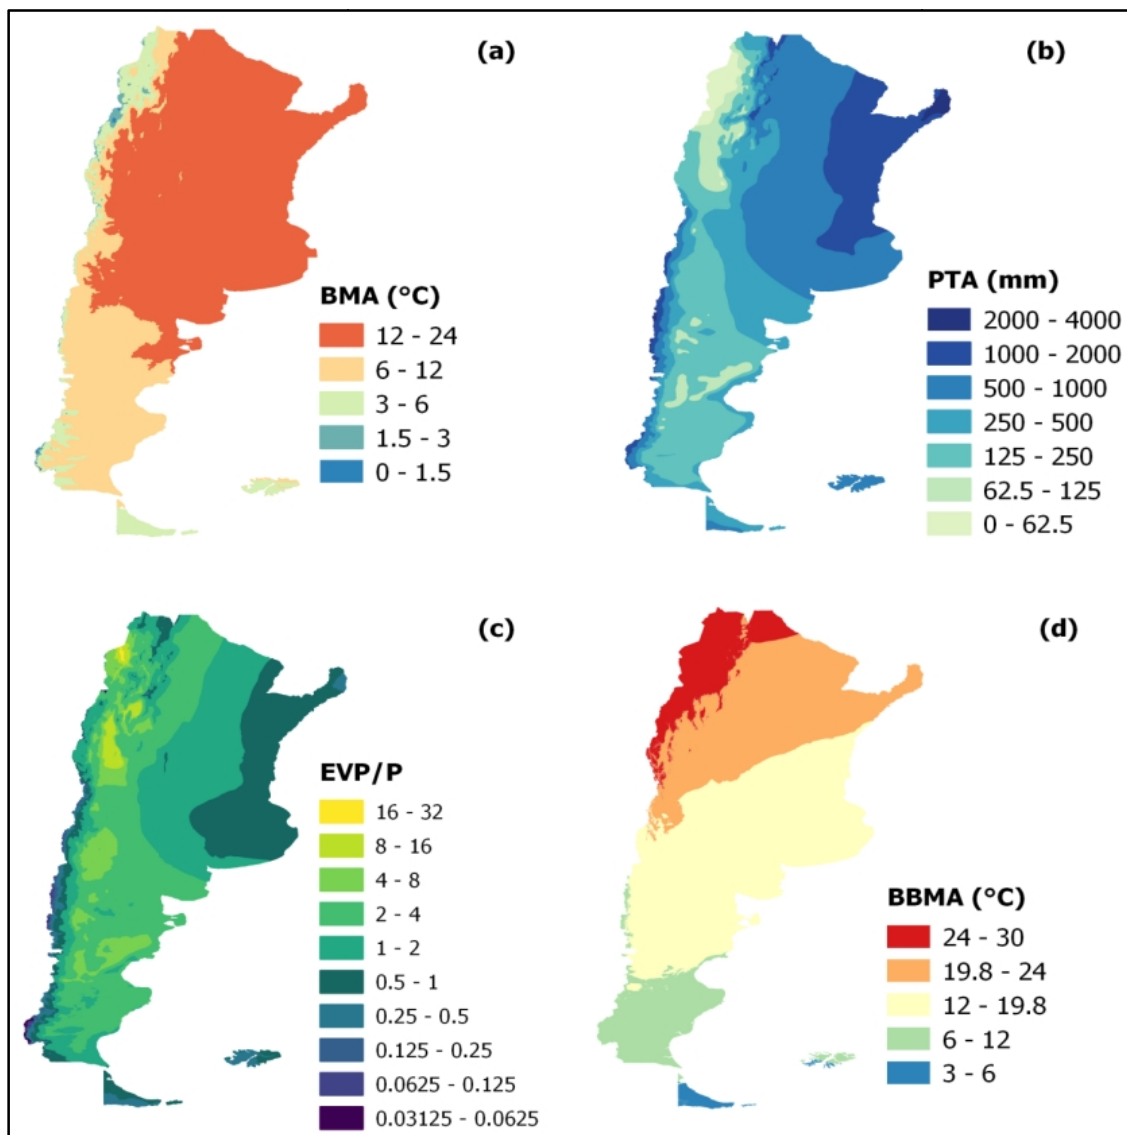 (a)
BMA (°C)
12 - 24
6 - 12
3 - 6
1.5 - 3
0 - 1.5
(b)
PTA (mm)
2000 - 4000
1000 - 2000
500 - 1000
250 - 500
125 - 250
62.5 - 125
0 - 62.5
(c)
EVP/P
16 - 32
8 - 16
4 - 8
2 - 4
1 - 2
0.5 - 1
0.25 - 0.5
0.125 - 0.25
0.0625 - 0.125
0.03125 - 0.0625
(d)
BBMA (°C)
24 - 30
19.8 - 24
12 - 19.8
6 - 12
3 - 6